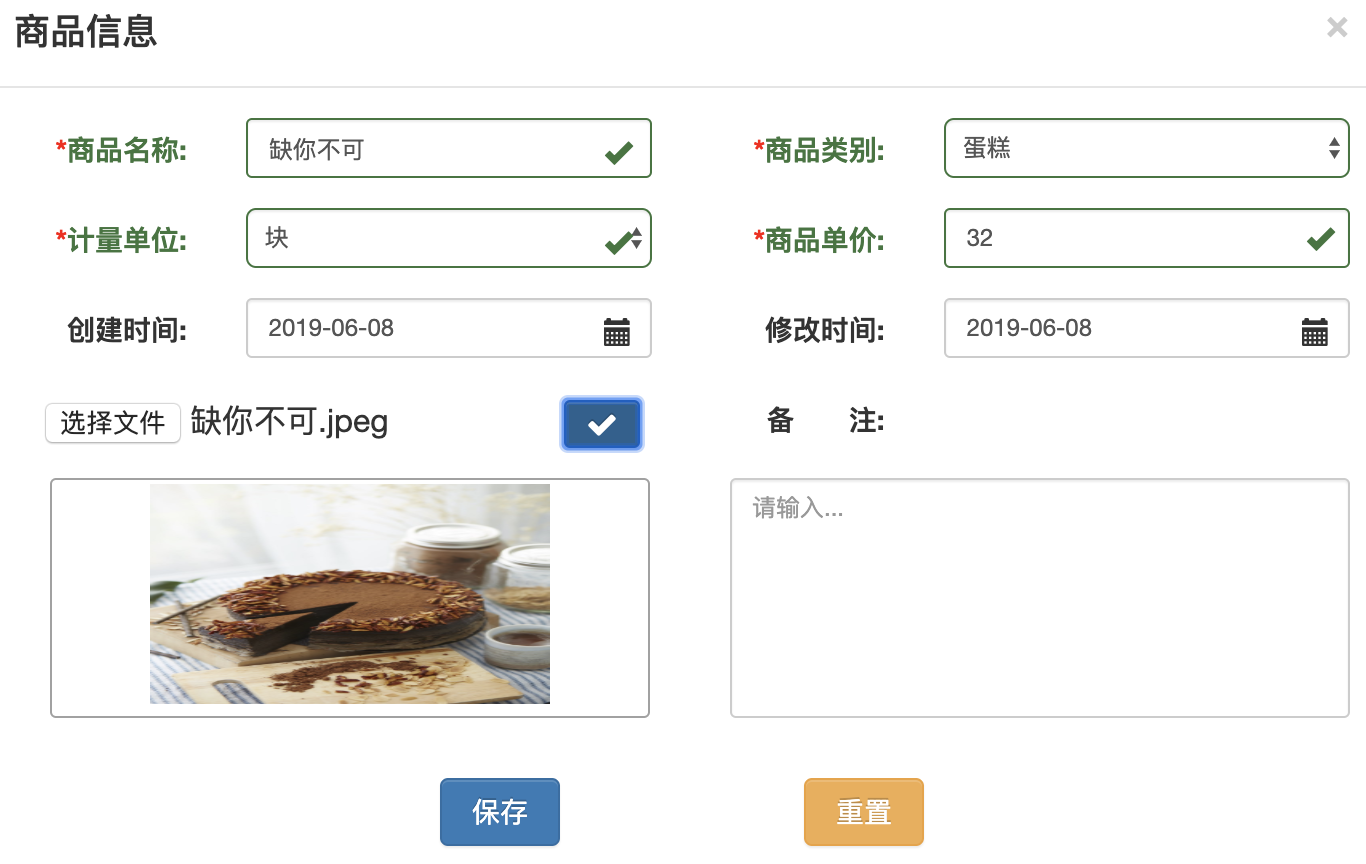 商品信息
×
*商品名称: 缺你不可
*商品类别: 蛋糕
*计量单位: 块
*商品单价: 32
创建时间: 2019-06-08
修改时间: 2019-06-08
选择文件 缺你不可.jpeg
备 注:
请输入...
保存
重置